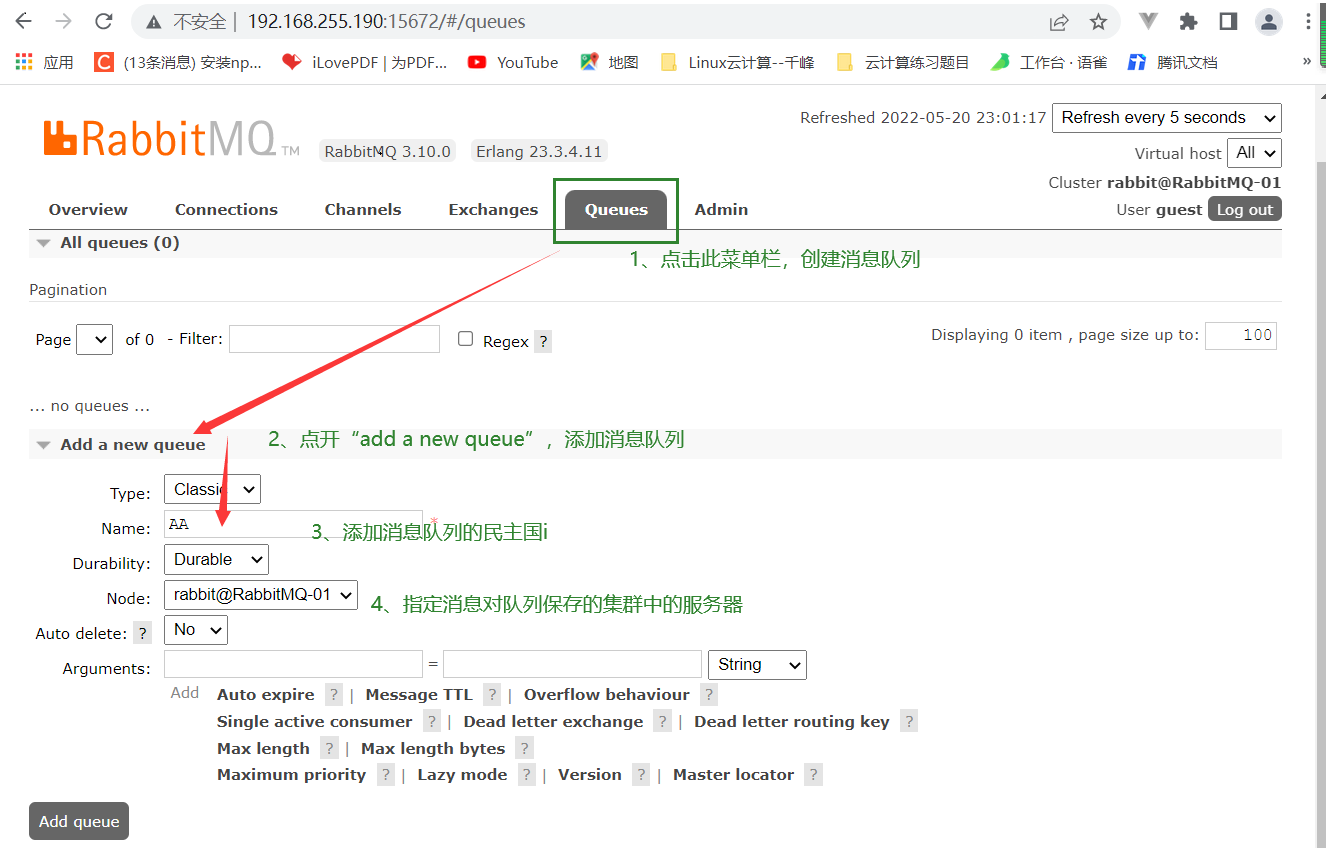 不安全 | 192.168.255.190:15672/#/queues
应用 (13条消息) 安装np... iLovePDF | 为PDF... YouTube 地图 Linux云计算--千峰 云计算练习题目 工作台 · 语雀 腾讯文档 »
Refreshed 2022-05-20 23:01:17 Refresh every 5 seconds
RabbitMQ TM RabbitMQ 3.10.0 Erlang 23.3.4.11
Virtual host All
Cluster rabbit@RabbitMQ-01
User guest Log out
Overview Connections Channels Exchanges Queues Admin
All queues (0)
1、点击此菜单栏，创建消息队列
Pagination
Page of 0 - Filter: Regex ? Displaying 0 item , page size up to: 100
... no queues ...
Add a new queue 2、点开“add a new queue”，添加消息队列
Type: Classic
Name: AA *
3、添加消息队列的民主国i
Durability: Durable
Node: rabbit@RabbitMQ-01 4、指定消息对队列保存的集群中的服务器
Auto delete: ? No
Arguments: = String
Add Auto expire ? | Message TTL ? | Overflow behaviour ?
Single active consumer ? | Dead letter exchange ? | Dead letter routing key ?
Max length ? | Max length bytes ?
Maximum priority ? | Lazy mode ? | Version ? | Master locator ?
Add queue